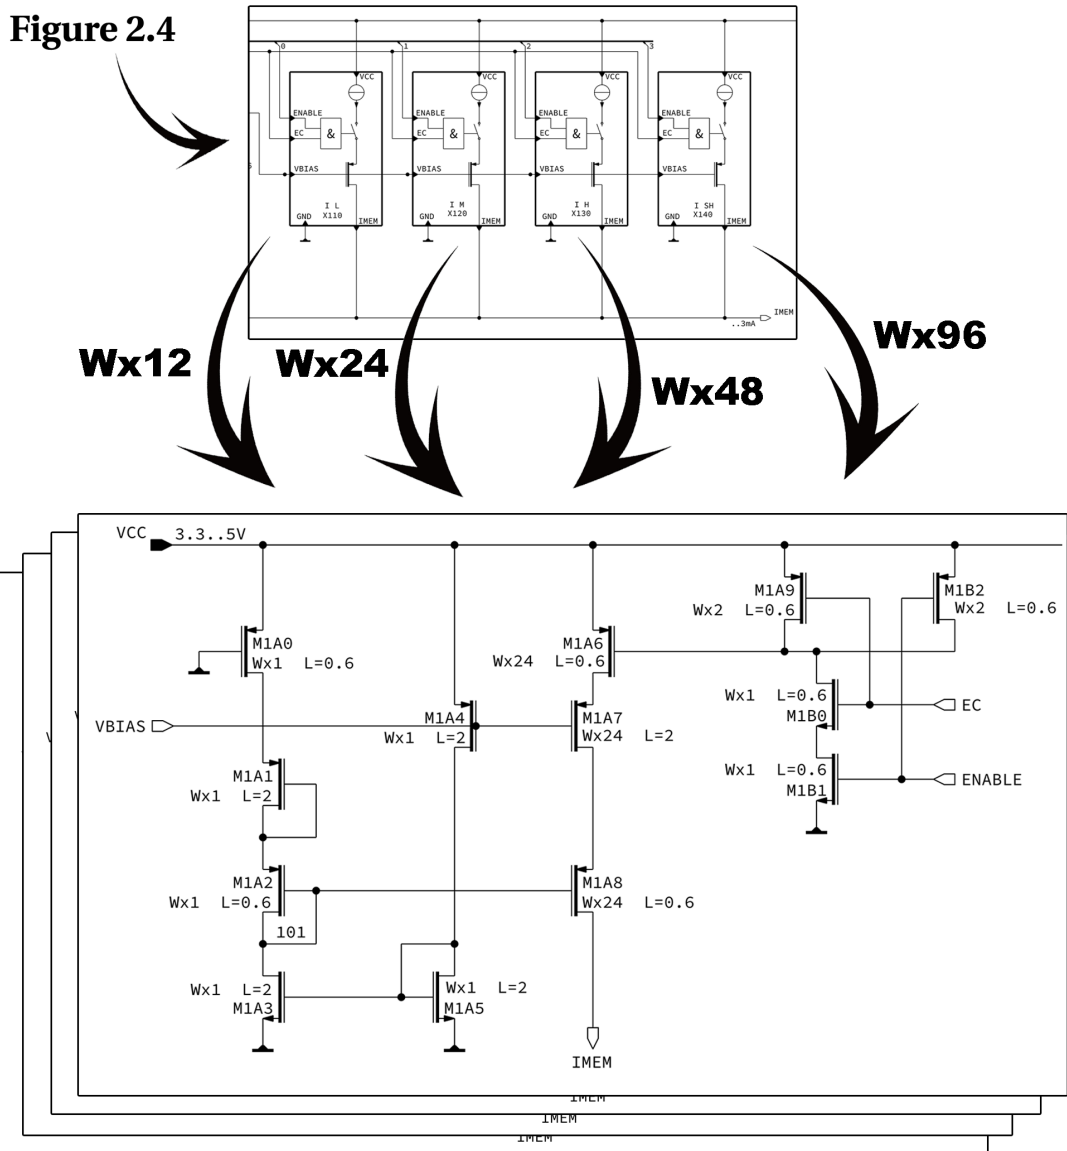 Figure 2.4
0 1 2 3
VCC VCC VCC VCC
ENABLE ENABLE ENABLE ENABLE
& & & &
EC EC EC EC
VBIAS VBIAS VBIAS VBIAS
I L I M I H I SH
X110 X120 X130 X140
GND GND GND GND
IMEM IMEM IMEM IMEM
IMEM
..3mA
Wx12
Wx24
Wx48
Wx96
VCC 3.3..5V
M1A9
Wx2 L=0.6
M1B2
Wx2 L=0.6
M1A0
Wx1 L=0.6
M1A6
Wx24 L=0.6
Wx1 L=0.6
M1B0
EC
VBIAS
M1A4
Wx1 L=2
M1A7
Wx24 L=2
M1A1
Wx1 L=2
Wx1 L=0.6
M1B1
ENABLE
M1A2
Wx1 L=0.6
M1A8
Wx24 L=0.6
101
Wx1 L=2
M1A3
Wx1 L=2
M1A5
IMEM
IMEM
IMEM
IMEM